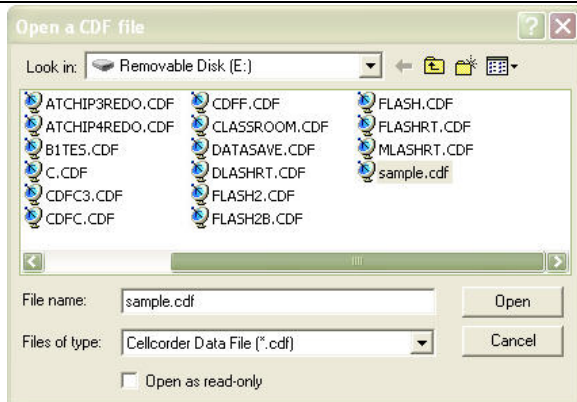 Open a CDF file
Look in: Removable Disk (E:)
ATCHIP3REDO.CDF CDFF.CDF FLASH.CDF
ATCHIP4REDO.CDF CLASSROOM.CDF FLASHRT.CDF
B1TES.CDF DATASAVE.CDF MLASHRT.CDF
C.CDF DLASHRT.CDF sample.cdf
CDFC3.CDF FLASH2.CDF
CDFC.CDF FLASH2B.CDF
File name: sample.cdf Open
Files of type: Cellcorder Data File (*.cdf) Cancel
Open as read-only